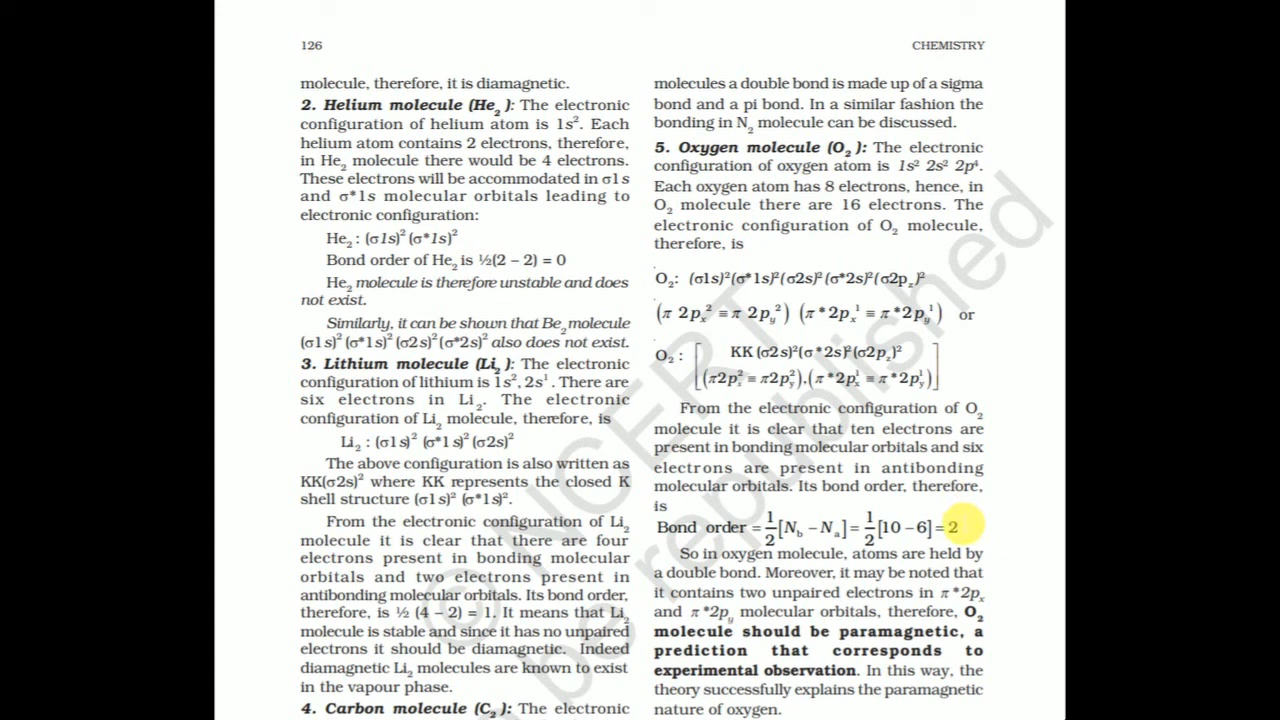 126
CHEMISTRY
molecule, therefore, it is diamagnetic.
2. Helium molecule (He₂ ): The electronic
configuration of helium atom is 1s². Each
helium atom contains 2 electrons, therefore,
in He₂ molecule there would be 4 electrons.
These electrons will be accommodated in σ1s
and σ*1s molecular orbitals leading to
electronic configuration:
He₂ : (σ1s)² (σ*1s)²
Bond order of He₂ is ½(2 – 2) = 0
He₂ molecule is therefore unstable and does
not exist.
Similarly, it can be shown that Be₂ molecule
(σ1s)² (σ*1s)² (σ2s)² (σ*2s)² also does not exist.
3. Lithium molecule (Li₂ ): The electronic
configuration of lithium is 1s², 2s¹ . There are
six electrons in Li₂. The electronic
configuration of Li₂ molecule, therefore, is
Li₂ : (σ1s)² (σ*1s)² (σ2s)²
The above configuration is also written as
KK(σ2s)² where KK represents the closed K
shell structure (σ1s)² (σ*1s)².
From the electronic configuration of Li₂
molecule it is clear that there are four
electrons present in bonding molecular
orbitals and two electrons present in
antibonding molecular orbitals. Its bond order,
therefore, is ½ (4 – 2) = 1. It means that Li₂
molecule is stable and since it has no unpaired
electrons it should be diamagnetic. Indeed
diamagnetic Li₂ molecules are known to exist
in the vapour phase.
4. Carbon molecule (C₂ ): The electronic
molecules a double bond is made up of a sigma
bond and a pi bond. In a similar fashion the
bonding in N₂ molecule can be discussed.
5. Oxygen molecule (O₂ ): The electronic
configuration of oxygen atom is 1s² 2s² 2p⁴.
Each oxygen atom has 8 electrons, hence, in
O₂ molecule there are 16 electrons. The
electronic configuration of O₂ molecule,
therefore, is
O₂: (σ1s)²(σ*1s)²(σ2s)²(σ*2s)²(σ2p_z)²
(π 2pₓ² ≡ π 2p_y²) (π*2pₓ¹ ≡ π*2p_y¹) or
O₂ : [ KK (σ2s)²(σ*2s)²(σ2p_z)²
(π2pₓ² ≡ π2p_y²).(π*2pₓ¹ ≡ π*2p_y¹) ]
From the electronic configuration of O₂
molecule it is clear that ten electrons are
present in bonding molecular orbitals and six
electrons are present in antibonding
molecular orbitals. Its bond order, therefore,
is
Bond order = 1/2 [N_b – N_a] = 1/2 [10 – 6] = 2
So in oxygen molecule, atoms are held by
a double bond. Moreover, it may be noted that
it contains two unpaired electrons in π*2pₓ
and π*2p_y molecular orbitals, therefore, O₂
molecule should be paramagnetic, a
prediction that corresponds to
experimental observation. In this way, the
theory successfully explains the paramagnetic
nature of oxygen.
© NCERT
be republished